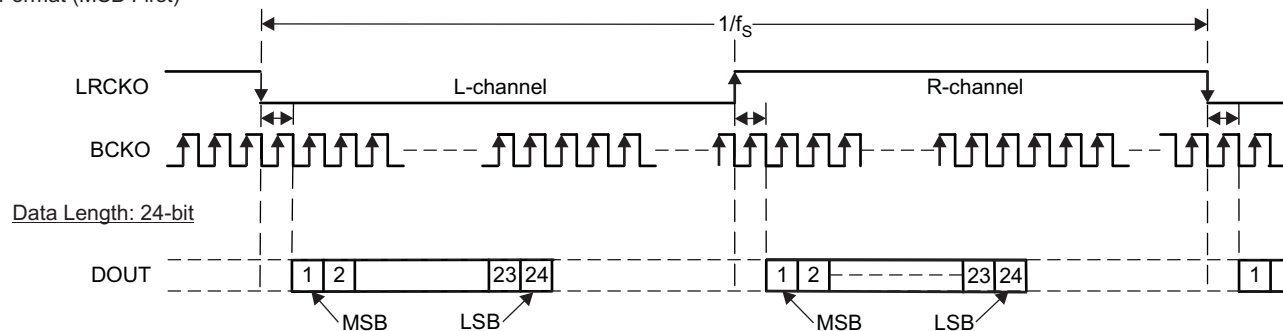 Format (MSB First)
1/fS
LRCKO
L-channel
R-channel
BCKO
Data Length: 24-bit
DOUT
1 2 23 24 1 2 23 24 1
MSB LSB MSB LSB